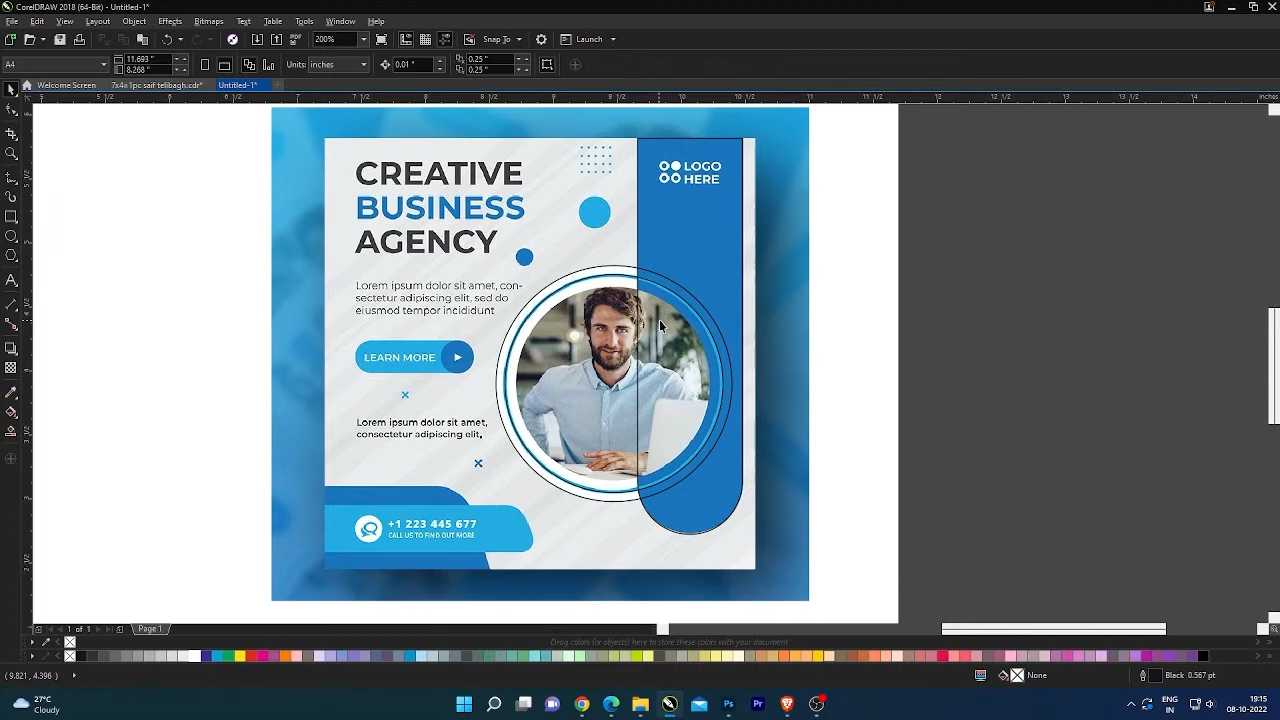 CorelDRAW 2018 (64-Bit) - Untitled-1*
File Edit View Layout Object Effects Bitmaps Text Table Tools Window Help
200% Snap To Launch
A4 11.693 " 8.268 " Units: inches 0.01 " 0.25 " 0.25 "
Welcome Screen Untitled-1*
inches
CREATIVE
BUSINESS
AGENCY
LOGO
HERE
Lorem ipsum dolor sit amet, con-
sectetur adipiscing elit, sed do
eiusmod tempor incididunt
LEARN MORE
Lorem ipsum dolor sit amet,
consectetur adipiscing elit,
+1 223 445 677
CALL US TO FIND OUT MORE
1 of 1 Page 1
Drag colors (or objects) here to store these colors with your document
, 4,396 ) None Black 0.567 pt
27°C
Cloudy
Ps Pr
ENG
IN
19:15
08-10-2022